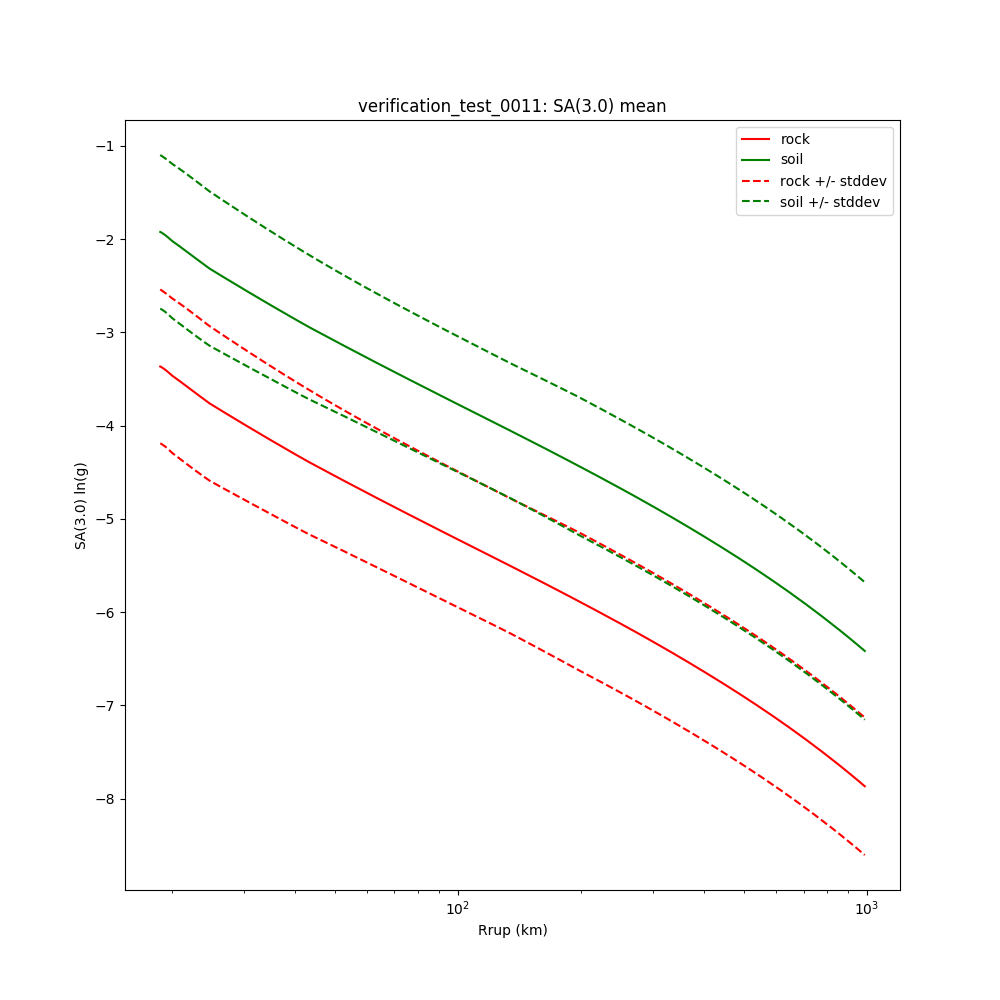 verification_test_0011: SA(3.0) mean
rock
soil
rock +/- stddev
soil +/- stddev
−1
−2
−3
−4
−5
−6
−7
−8
SA(3.0) ln(g)
10²
10³
Rrup (km)